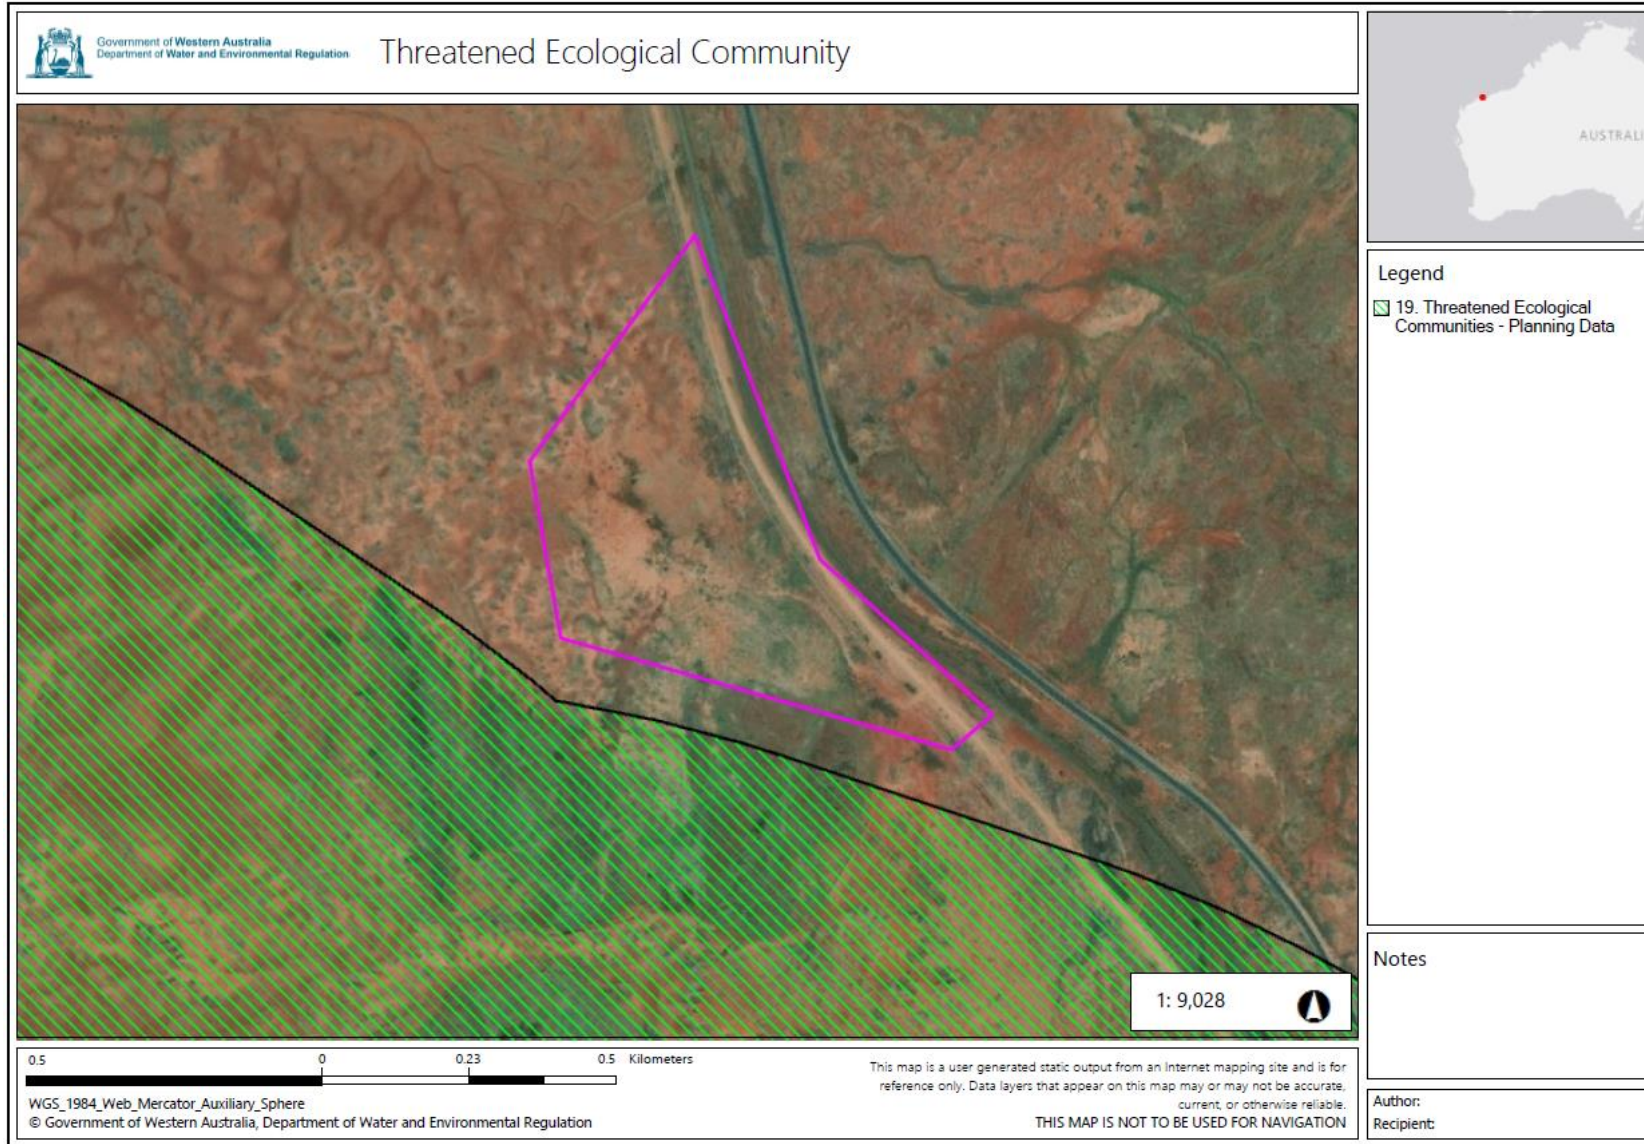 Government of Western Australia
Department of Water and Environmental Regulation
Threatened Ecological Community
Legend
19. Threatened Ecological
Communities - Planning Data
Notes
1: 9,028
0.5 0 0.23 0.5 Kilometers
WGS_1984_Web_Mercator_Auxiliary_Sphere
© Government of Western Australia, Department of Water and Environmental Regulation
This map is a user generated static output from an Internet mapping site and is for
reference only. Data layers that appear on this map may or may not be accurate,
current, or otherwise reliable.
THIS MAP IS NOT TO BE USED FOR NAVIGATION
Author:
Recipient: